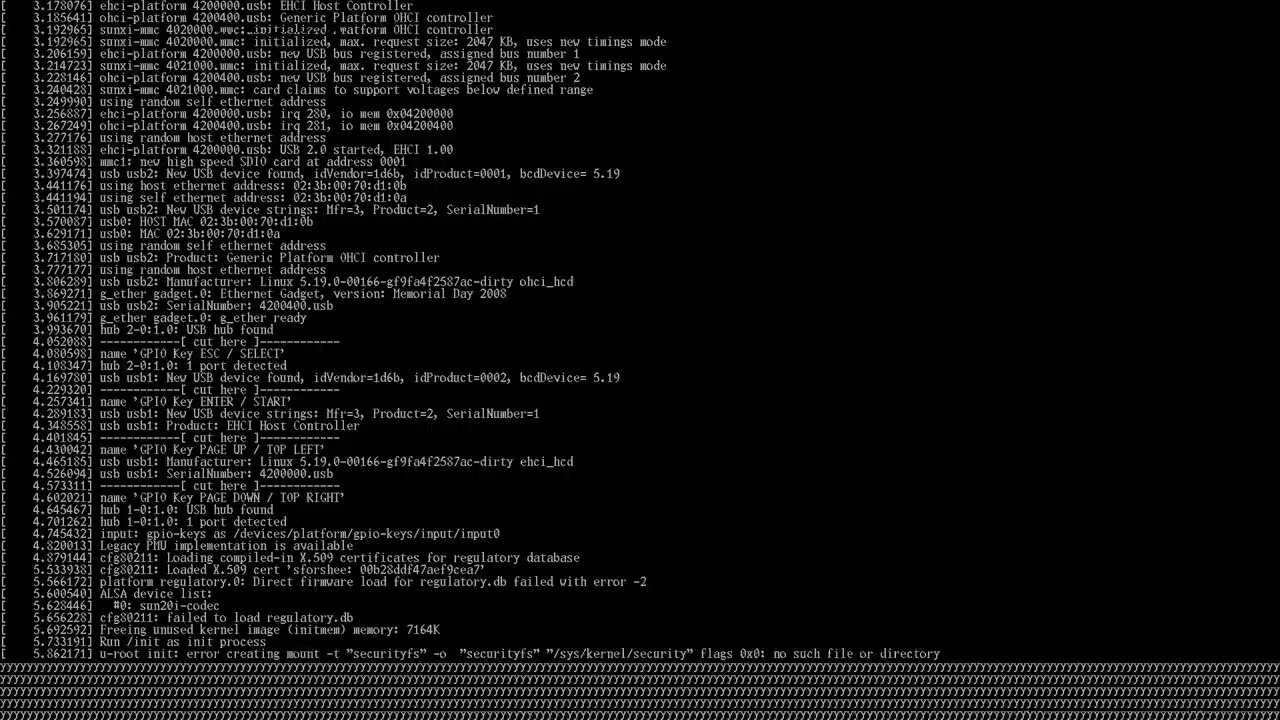 [    3.178076] ehci-platform 4200000.usb: EHCI Host Controller
[    3.185641] ohci-platform 4200400.usb: Generic Platform OHCI controller
[    3.192965] sunxi-mmc 4020000.mmc: initialized, platform OHCI controller
[    3.192965] sunxi-mmc 4020000.mmc: initialized, max. request size: 2047 KB, uses new timings mode
[    3.206159] ehci-platform 4200000.usb: new USB bus registered, assigned bus number 1
[    3.214723] sunxi-mmc 4021000.mmc: initialized, max. request size: 2047 KB, uses new timings mode
[    3.228146] ohci-platform 4200400.usb: new USB bus registered, assigned bus number 2
[    3.240428] sunxi-mmc 4021000.mmc: card claims to support voltages below defined range
[    3.249990] using random self ethernet address
[    3.256887] ehci-platform 4200000.usb: irq 280, io mem 0x04200000
[    3.267249] ohci-platform 4200400.usb: irq 281, io mem 0x04200400
[    3.277176] using random host ethernet address
[    3.321188] ehci-platform 4200000.usb: USB 2.0 started, EHCI 1.00
[    3.360598] mmc1: new high speed SDIO card at address 0001
[    3.397474] usb usb2: New USB device found, idVendor=1d6b, idProduct=0001, bcdDevice= 5.19
[    3.441176] using host ethernet address: 02:3b:00:70:d1:0b
[    3.441194] using self ethernet address: 02:3b:00:70:d1:0a
[    3.501174] usb usb2: New USB device strings: Mfr=3, Product=2, SerialNumber=1
[    3.570087] usb0: HOST MAC 02:3b:00:70:d1:0b
[    3.629171] usb0: MAC 02:3b:00:70:d1:0a
[    3.685305] using random self ethernet address
[    3.717180] usb usb2: Product: Generic Platform OHCI controller
[    3.777177] using random host ethernet address
[    3.806289] usb usb2: Manufacturer: Linux 5.19.0-00166-gf9fa4f2587ac-dirty ohci_hcd
[    3.869271] g_ether gadget.0: Ethernet Gadget, version: Memorial Day 2008
[    3.905221] usb usb2: SerialNumber: 4200400.usb
[    3.961179] g_ether gadget.0: g_ether ready
[    3.993670] hub 2-0:1.0: USB hub found
[    4.052088] ------------[ cut here ]------------
[    4.080598] name 'GPIO Key ESC / SELECT'
[    4.108347] hub 2-0:1.0: 1 port detected
[    4.169780] usb usb1: New USB device found, idVendor=1d6b, idProduct=0002, bcdDevice= 5.19
[    4.229320] ------------[ cut here ]------------
[    4.257341] name 'GPIO Key ENTER / START'
[    4.289183] usb usb1: New USB device strings: Mfr=3, Product=2, SerialNumber=1
[    4.348558] usb usb1: Product: EHCI Host Controller
[    4.401845] ------------[ cut here ]------------
[    4.430042] name 'GPIO Key PAGE UP / TOP LEFT'
[    4.465185] usb usb1: Manufacturer: Linux 5.19.0-00166-gf9fa4f2587ac-dirty ehci_hcd
[    4.526094] usb usb1: SerialNumber: 4200000.usb
[    4.573311] ------------[ cut here ]------------
[    4.602021] name 'GPIO Key PAGE DOWN / TOP RIGHT'
[    4.645467] hub 1-0:1.0: USB hub found
[    4.701262] hub 1-0:1.0: 1 port detected
[    4.745432] input: gpio-keys as /devices/platform/gpio-keys/input/input0
[    4.820013] Legacy PMU implementation is available
[    4.879144] cfg80211: Loading compiled-in X.509 certificates for regulatory database
[    5.533938] cfg80211: Loaded X.509 cert 'sforshee: 00b28ddf47aef9cea7'
[    5.566172] platform regulatory.0: Direct firmware load for regulatory.db failed with error -2
[    5.600540] ALSA device list:
[    5.628446]   #0: sun20i-codec
[    5.656228] cfg80211: failed to load regulatory.db
[    5.692592] Freeing unused kernel image (initmem) memory: 7164K
[    5.733191] Run /init as init process
[    5.862171] u-root init: error creating mount -t "securityfs" -o  "securityfs" "/sys/kernel/security" flags 0x0: no such file or directory